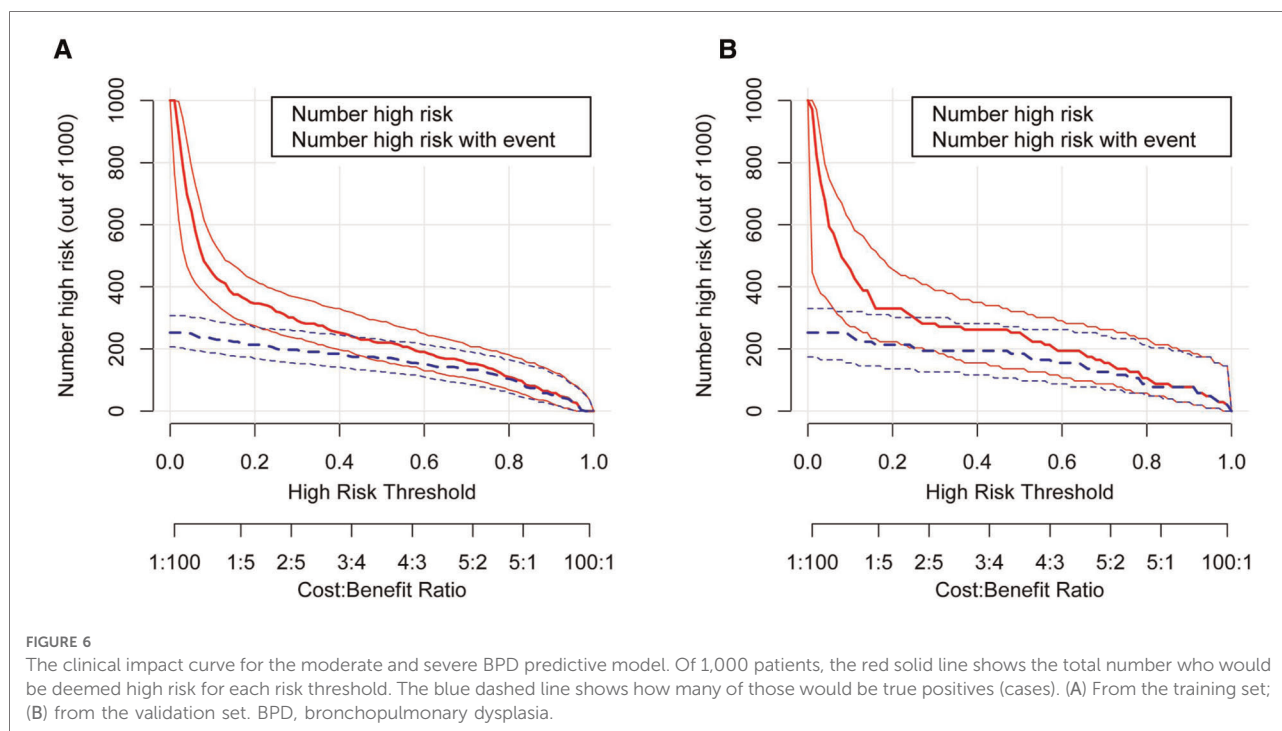 A
Number high risk (out of 1000)
0 200 400 600 800 1000
Number high risk
Number high risk with event
0.0 0.2 0.4 0.6 0.8 1.0
High Risk Threshold
1:100 1:5 2:5 3:4 4:3 5:2 5:1 100:1
Cost:Benefit Ratio
B
Number high risk (out of 1000)
0 200 400 600 800 1000
Number high risk
Number high risk with event
0.0 0.2 0.4 0.6 0.8 1.0
High Risk Threshold
1:100 1:5 2:5 3:4 4:3 5:2 5:1 100:1
Cost:Benefit Ratio
FIGURE 6
The clinical impact curve for the moderate and severe BPD predictive model. Of 1,000 patients, the red solid line shows the total number who would
be deemed high risk for each risk threshold. The blue dashed line shows how many of those would be true positives (cases). (A) From the training set;
(B) from the validation set. BPD, bronchopulmonary dysplasia.